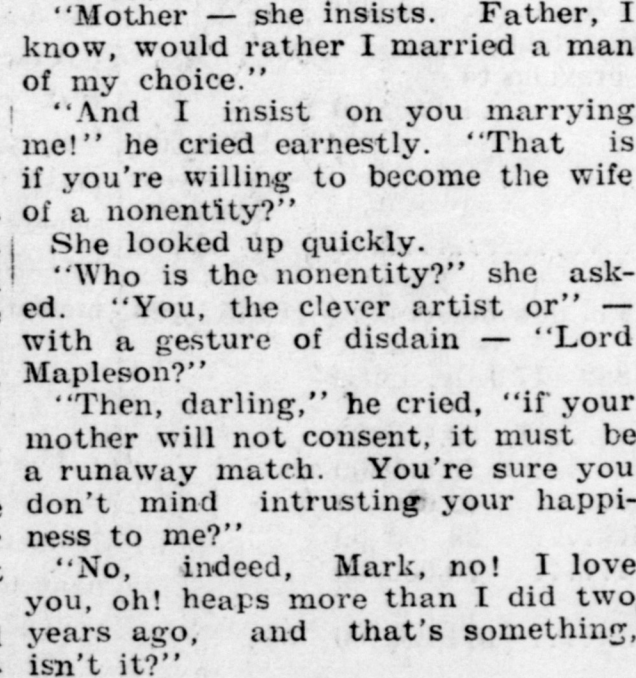 "Mother — she insists. Father, I
know, would rather I married a man
of my choice."
"And I insist on you marrying
me!" he cried earnestly. "That is
if you're willing to become the wife
of a nonentity?"
She looked up quickly.
"Who is the nonentity?" she ask-
ed. "You, the clever artist or" —
with a gesture of disdain — "Lord
Mapleson?"
"Then, darling," he cried, "if your
mother will not consent, it must be
a runaway match. You're sure you
don't mind intrusting your happi-
ness to me?"
"No, indeed, Mark, no! I love
you, oh! heaps more than I did two
years ago, and that's something,
isn't it?"